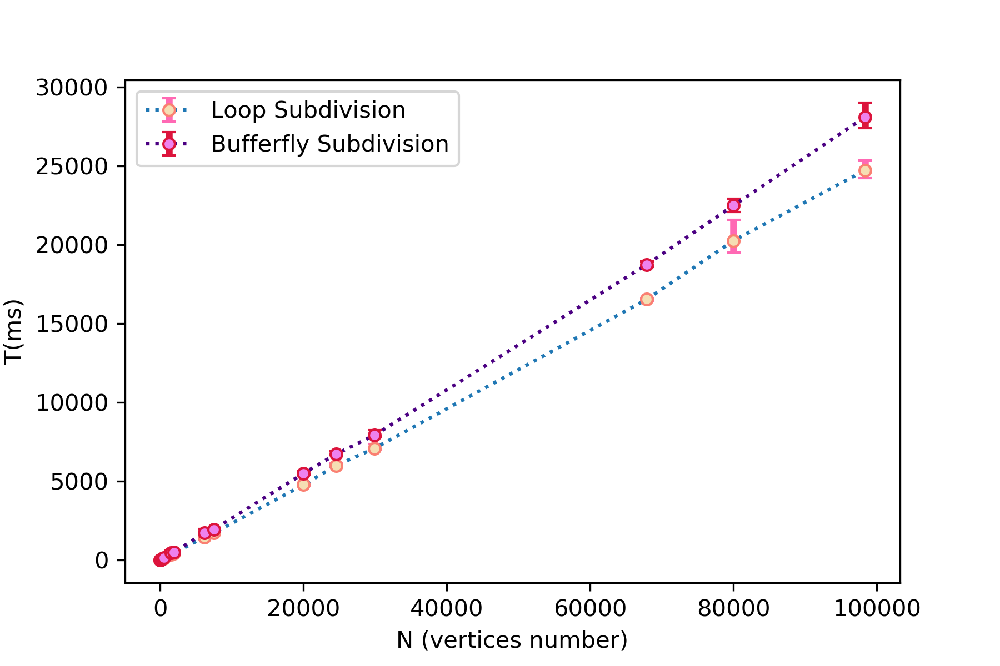 30000
25000
20000
15000
10000
5000
0
T(ms)
Loop Subdivision
Bufferfly Subdivision
0 20000 40000 60000 80000 100000
N (vertices number)